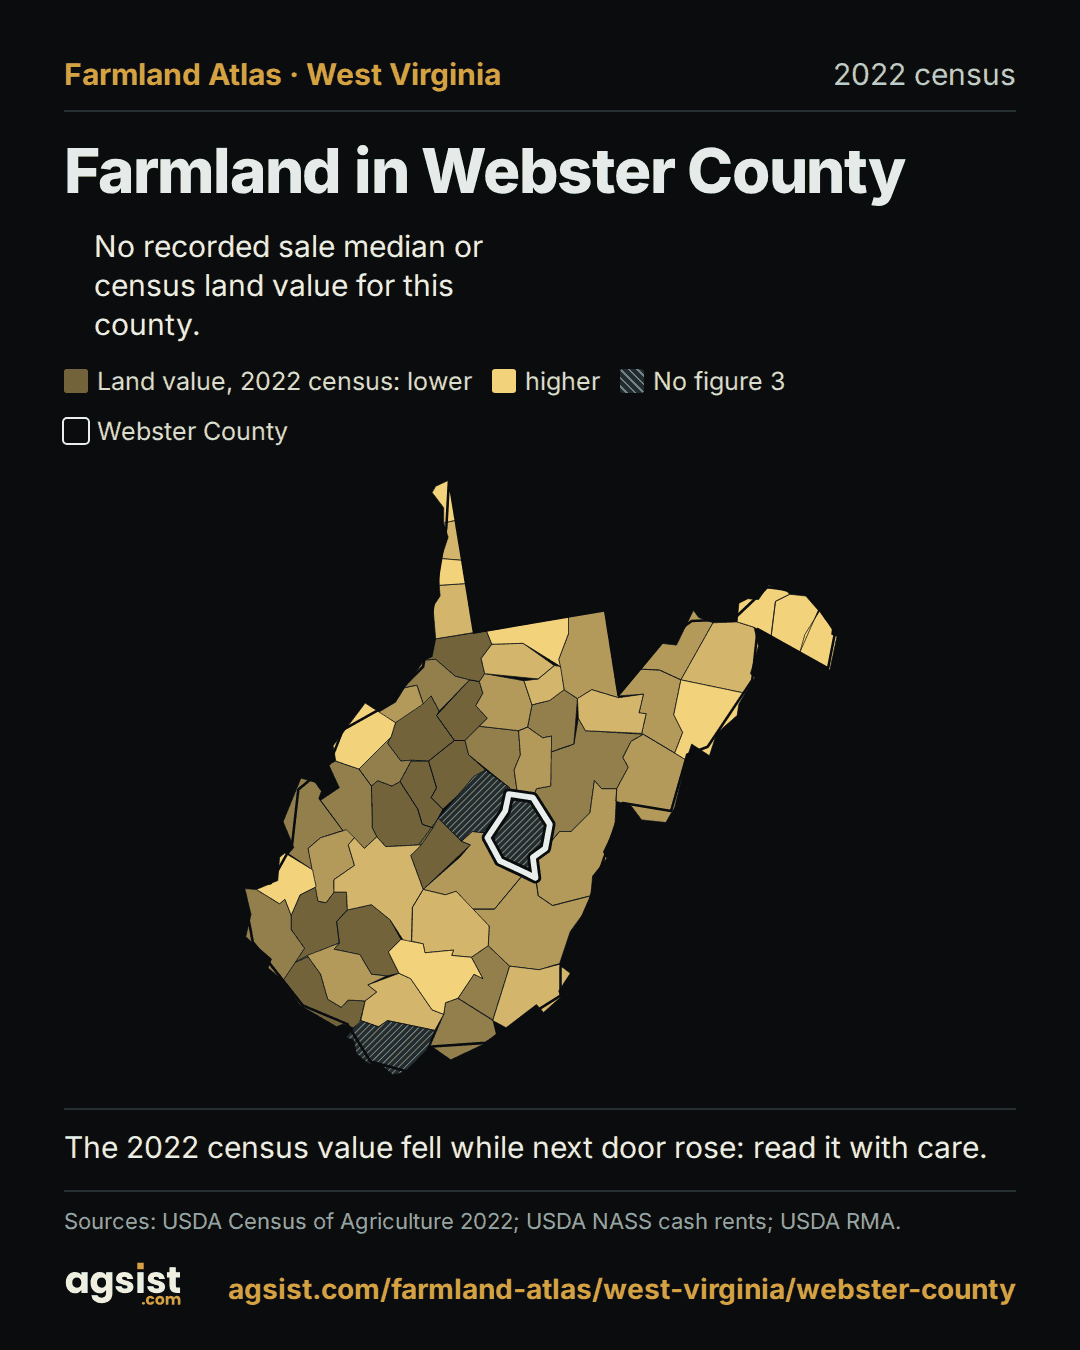 Farmland Atlas · West Virginia
2022 census
Farmland in Webster County
No recorded sale median or
census land value for this
county.
Land value, 2022 census: lower higher No figure 3
Webster County
The 2022 census value fell while next door rose: read it with care.
Sources: USDA Census of Agriculture 2022; USDA NASS cash rents; USDA RMA.
agsist
.com
agsist.com/farmland-atlas/west-virginia/webster-county